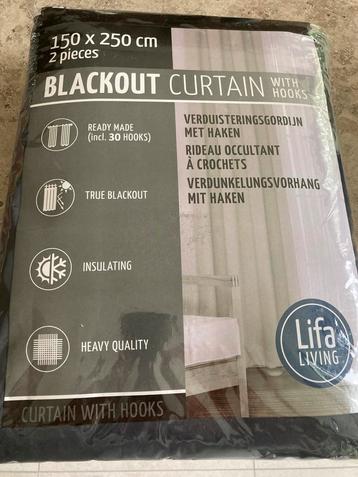 150 x 250 cm
2 pieces
BLACKOUT CURTAIN WITH HOOKS
READY MADE
(incl. 30 HOOKS)
TRUE BLACKOUT
INSULATING
HEAVY QUALITY
CURTAIN WITH HOOKS
VERDUISTERINGSGORDIJN
MET HAKEN
RIDEAU OCCULTANT
À CROCHETS
VERDUNKELUNGSVORHANG
MIT HAKEN
Lifa
LIVING